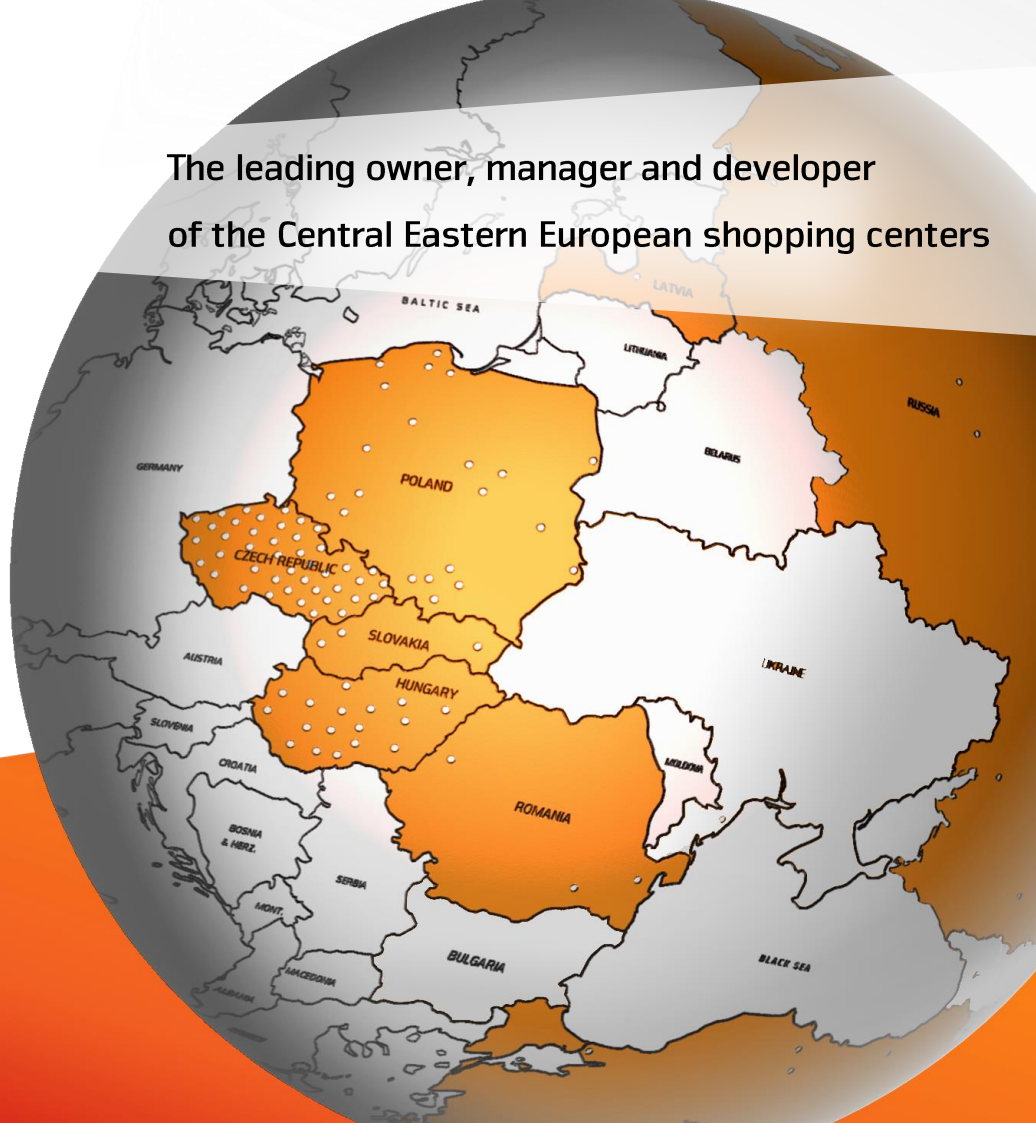 The leading owner, manager and developer
of the Central Eastern European shopping centers
LATVIA
BALTIC SEA
LITHUANIA
RUSSIA
BELARUS
GERMANY
POLAND
CZECH REPUBLIC
SLOVAKIA
AUSTRIA
UKRAINE
HUNGARY
SLOVENIA
CROATIA
MOLDOVA
ROMANIA
BOSNIA
& HERZ.
SERBIA
MONT.
BULGARIA
BLACK SEA
MACEDONIA
ALBANIA